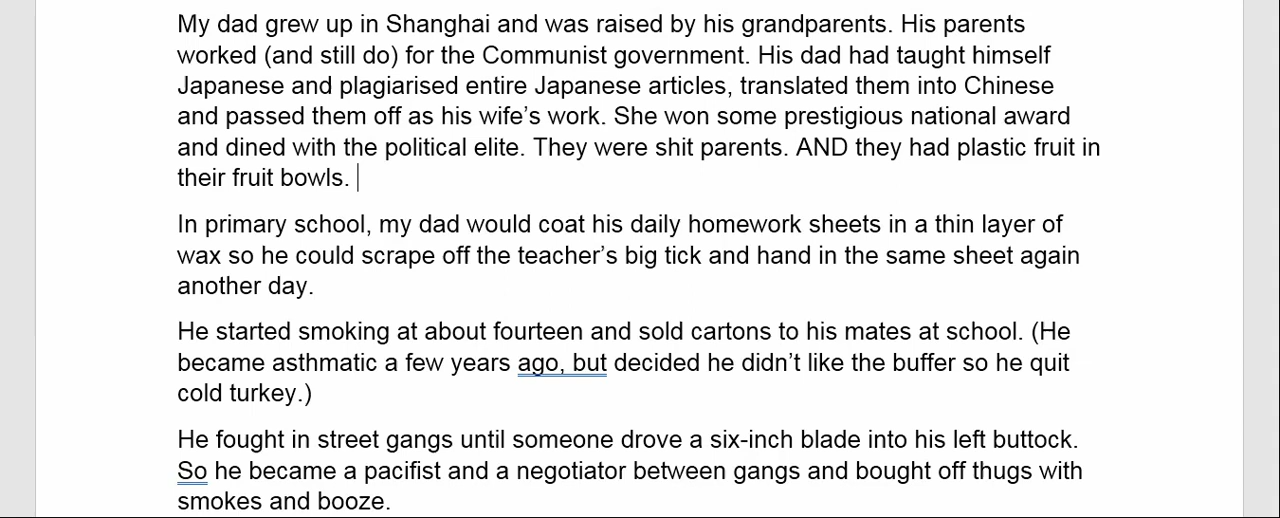 My dad grew up in Shanghai and was raised by his grandparents. His parents
worked (and still do) for the Communist government. His dad had taught himself
Japanese and plagiarised entire Japanese articles, translated them into Chinese
and passed them off as his wife’s work. She won some prestigious national award
and dined with the political elite. They were shit parents. AND they had plastic fruit in
their fruit bowls.
In primary school, my dad would coat his daily homework sheets in a thin layer of
wax so he could scrape off the teacher’s big tick and hand in the same sheet again
another day.
He started smoking at about fourteen and sold cartons to his mates at school. (He
became asthmatic a few years ago, but decided he didn’t like the buffer so he quit
cold turkey.)
He fought in street gangs until someone drove a six-inch blade into his left buttock.
So he became a pacifist and a negotiator between gangs and bought off thugs with
smokes and booze.